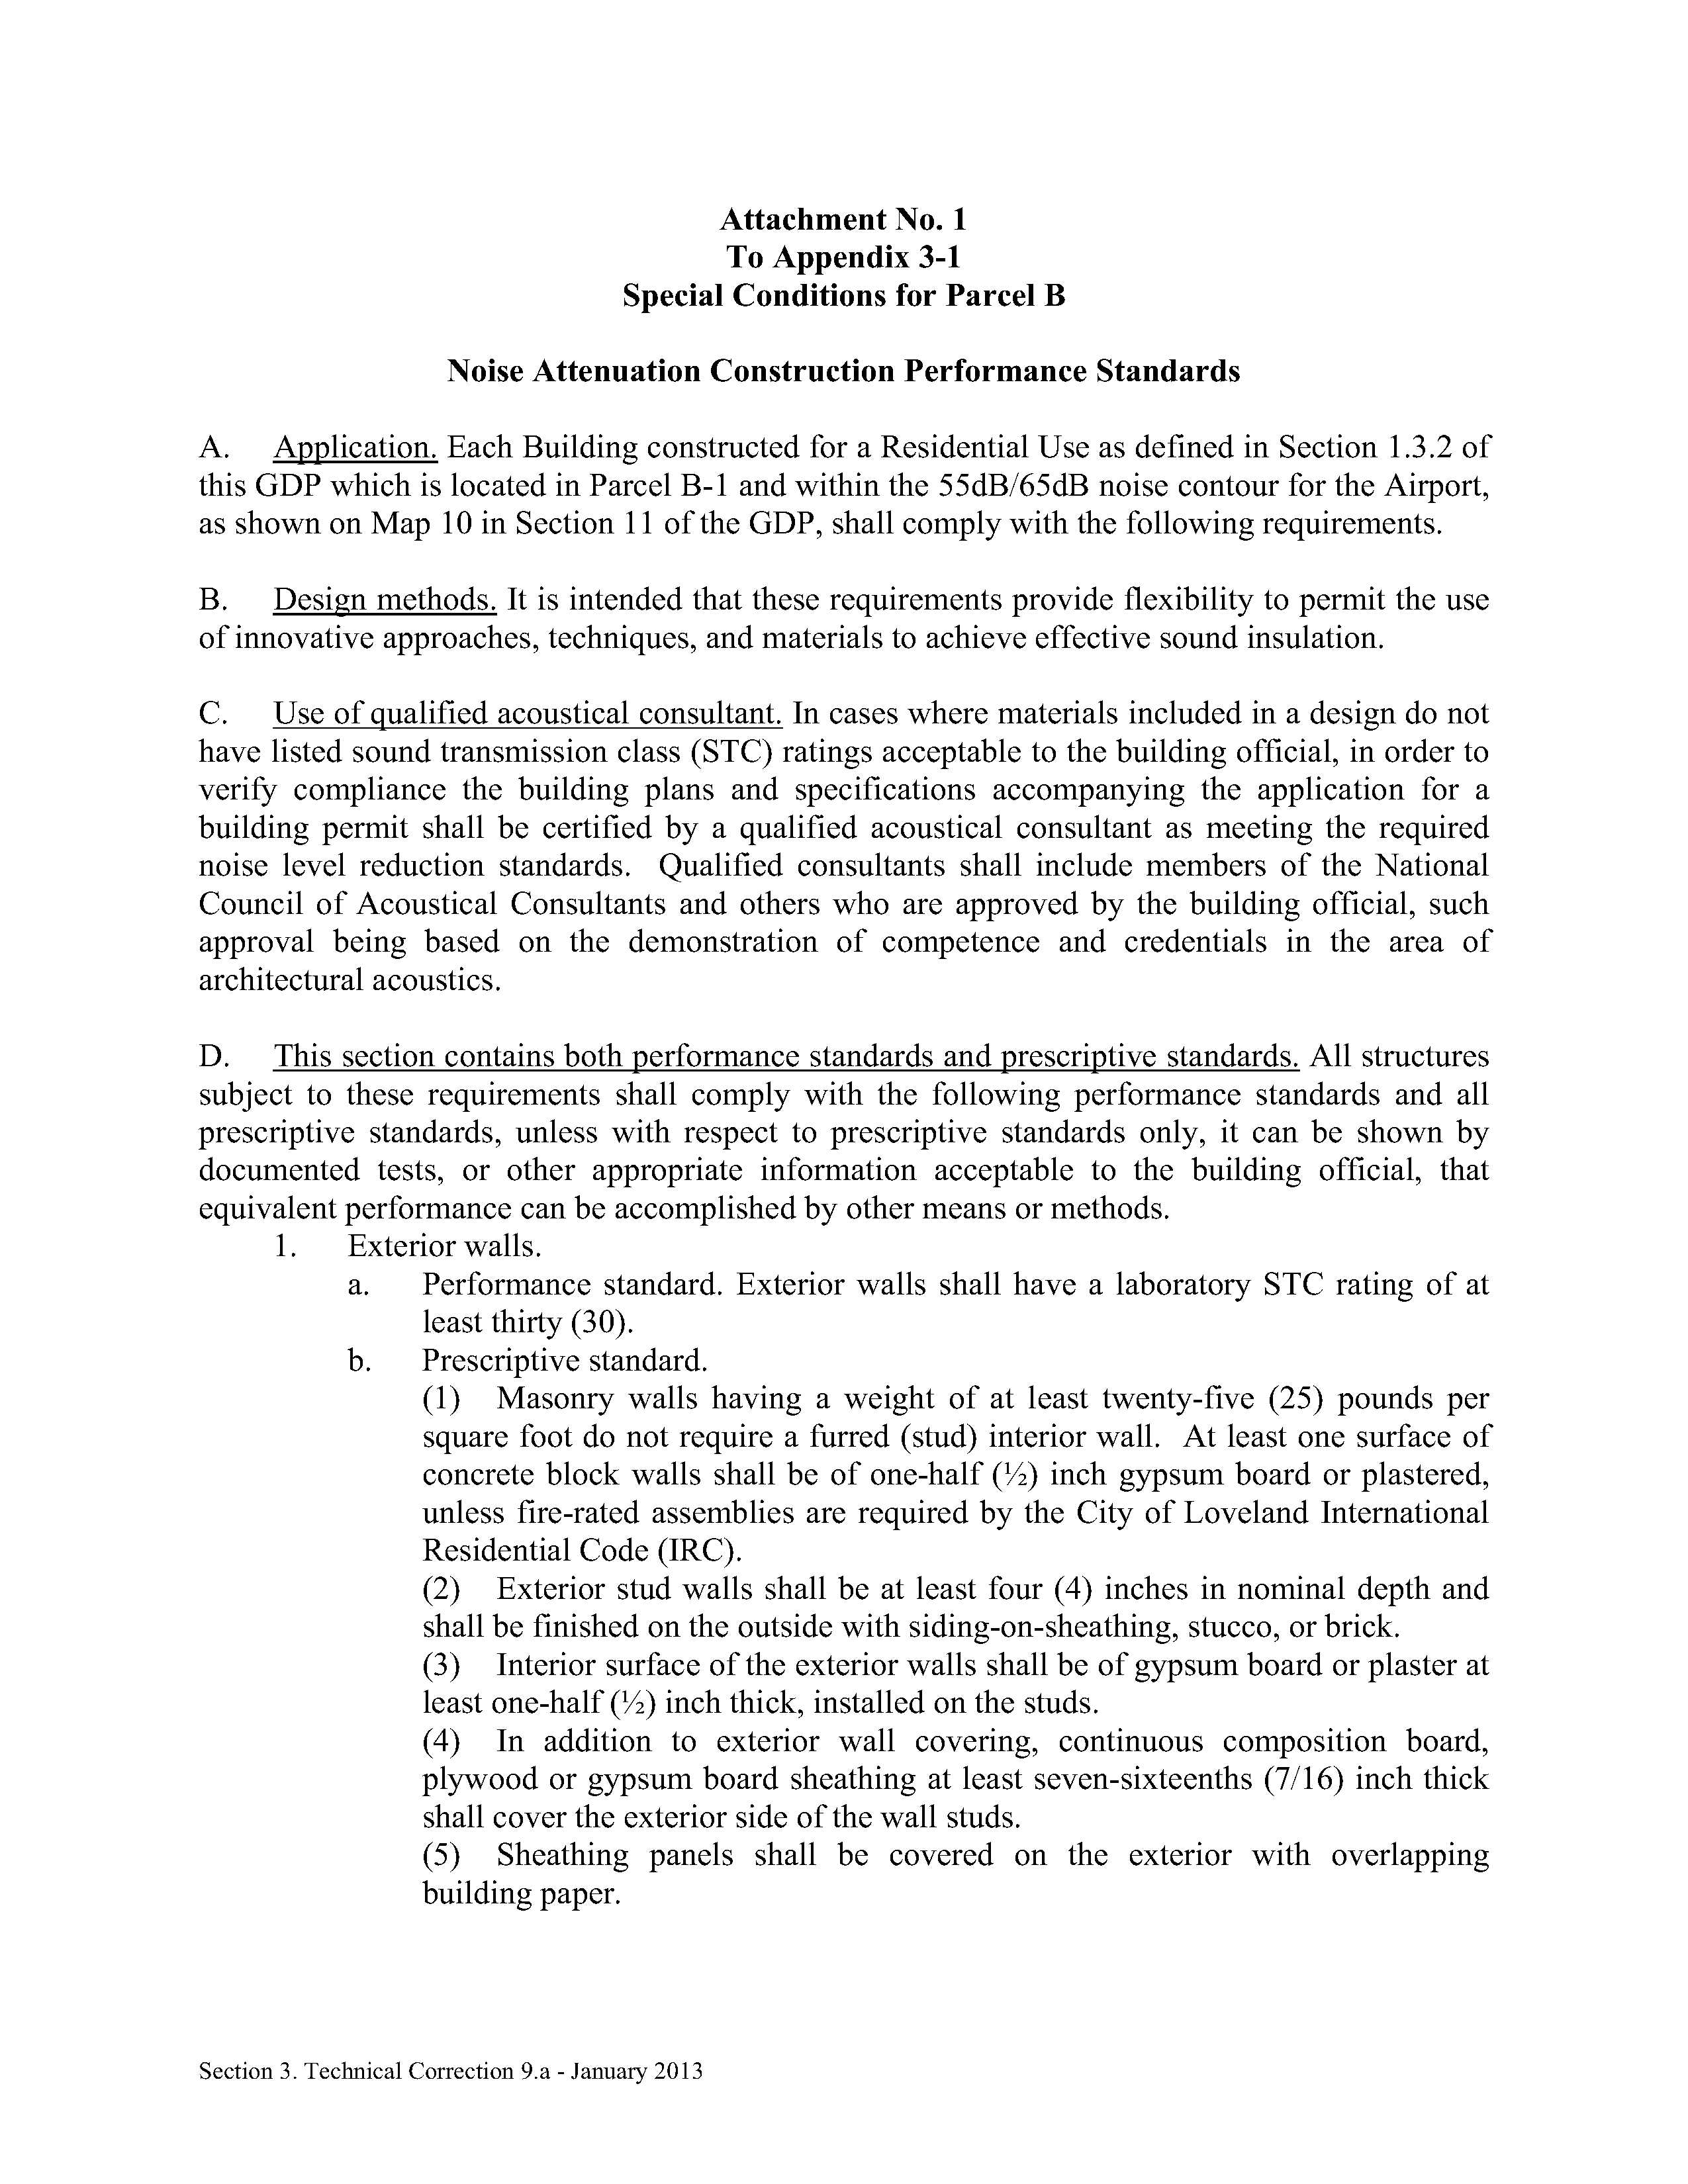 Attachment No. 1
To Appendix 3-1
Special Conditions for Parcel B
Noise Attenuation Construction Performance Standards
A. Application. Each Building constructed for a Residential Use as defined in Section 1.3.2 of
this GDP which is located in Parcel B-1 and within the 55dB/65dB noise contour for the Airport,
as shown on Map 10 in Section 11 of the GDP, shall comply with the following requirements.
B. Design methods. It is intended that these requirements provide flexibility to permit the use
of innovative approaches, techniques, and materials to achieve effective sound insulation.
C. Use of qualified acoustical consultant. In cases where materials included in a design do not
have listed sound transmission class (STC) ratings acceptable to the building official, in order to
verify compliance the building plans and specifications accompanying the application for a
building permit shall be certified by a qualified acoustical consultant as meeting the required
noise level reduction standards. Qualified consultants shall include members of the National
Council of Acoustical Consultants and others who are approved by the building official, such
approval being based on the demonstration of competence and credentials in the area of
architectural acoustics.
D. This section contains both performance standards and prescriptive standards. All structures
subject to these requirements shall comply with the following performance standards and all
prescriptive standards, unless with respect to prescriptive standards only, it can be shown by
documented tests, or other appropriate information acceptable to the building official, that
equivalent performance can be accomplished by other means or methods.
1. Exterior walls.
a. Performance standard. Exterior walls shall have a laboratory STC rating of at
least thirty (30).
b. Prescriptive standard.
(1) Masonry walls having a weight of at least twenty-five (25) pounds per
square foot do not require a furred (stud) interior wall. At least one surface of
concrete block walls shall be of one-half (½) inch gypsum board or plastered,
unless fire-rated assemblies are required by the City of Loveland International
Residential Code (IRC).
(2) Exterior stud walls shall be at least four (4) inches in nominal depth and
shall be finished on the outside with siding-on-sheathing, stucco, or brick.
(3) Interior surface of the exterior walls shall be of gypsum board or plaster at
least one-half (½) inch thick, installed on the studs.
(4) In addition to exterior wall covering, continuous composition board,
plywood or gypsum board sheathing at least seven-sixteenths (7/16) inch thick
shall cover the exterior side of the wall studs.
(5) Sheathing panels shall be covered on the exterior with overlapping
building paper.
Section 3. Technical Correction 9.a - January 2013